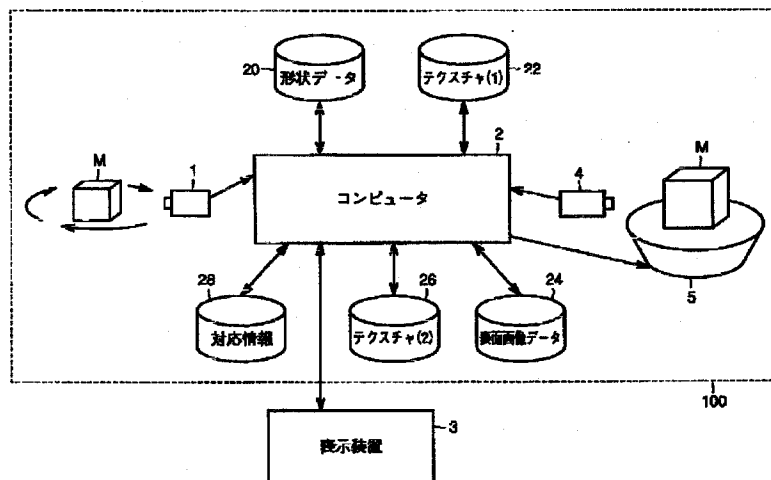 20
形状データ
テクスチャ(1)
22
M
1
2
コンピュータ
4
M
5
28
対応情報
26
テクスチャ(2)
24
表面画像データ
100
3
表示装置